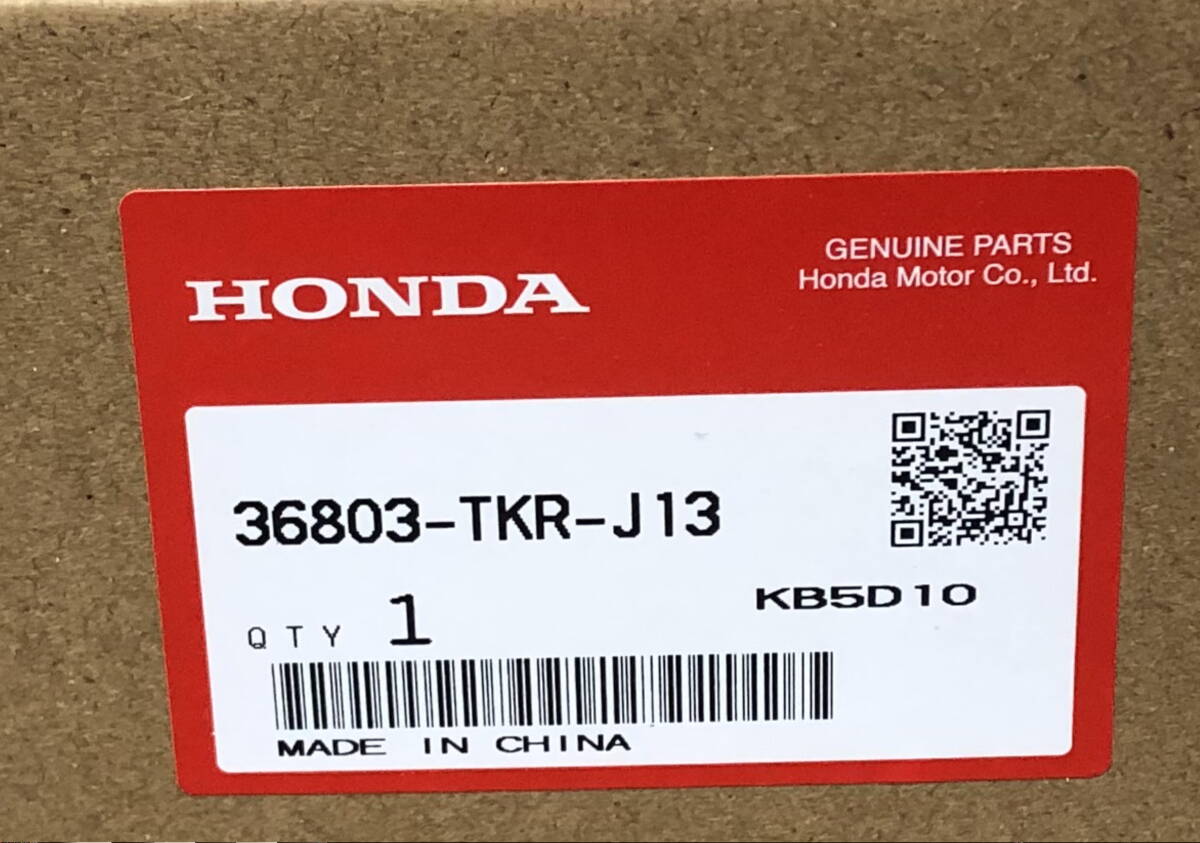 HONDA
GENUINE PARTS
Honda Motor Co., Ltd.
36803-TKR-J13
KB5D10
QTY 1
MADE IN CHINA